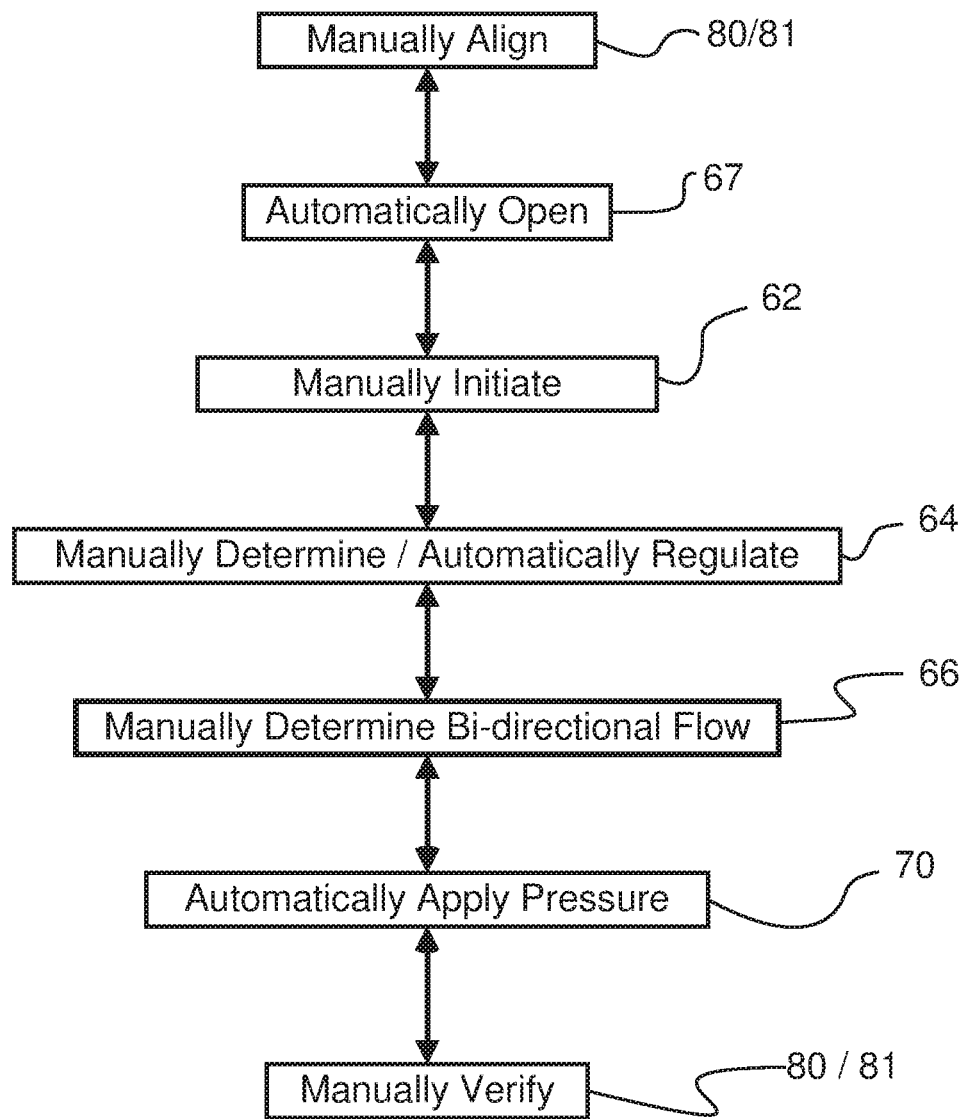 Manually Align
80/81
Automatically Open
67
Manually Initiate
62
Manually Determine / Automatically Regulate
64
Manually Determine Bi-directional Flow
66
Automatically Apply Pressure
70
Manually Verify
80 / 81